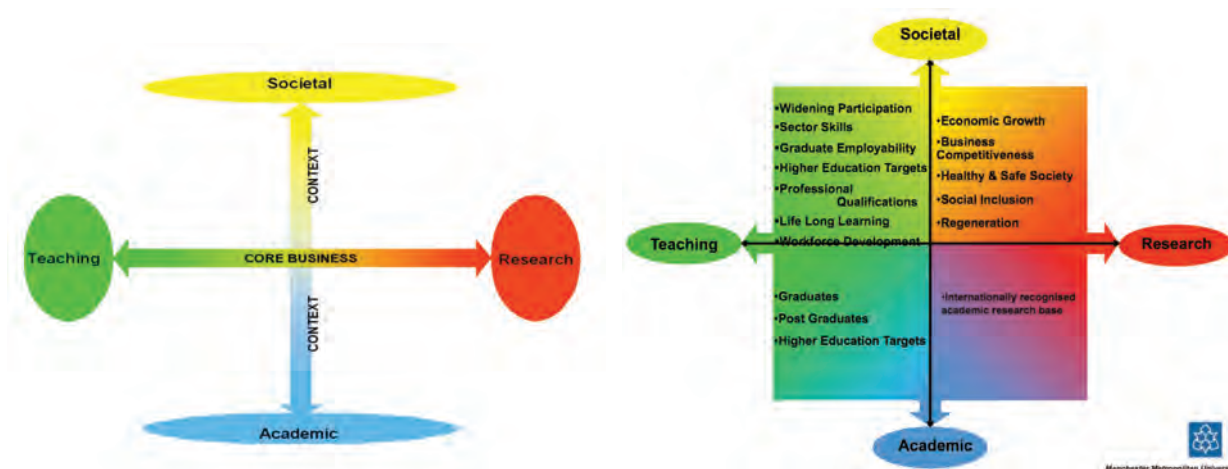 Societal
CONTEXT
Teaching
CORE BUSINESS
Research
CONTEXT
Academic
Societal
•Widening Participation
•Sector Skills
•Graduate Employability
•Higher Education Targets
•Professional
Qualifications
•Life Long Learning
•Workforce Development
•Economic Growth
•Business
Competitiveness
•Healthy & Safe Society
•Social Inclusion
•Regeneration
Teaching
Research
•Graduates
•Post Graduates
•Higher Education Targets
•Internationally recognised
academic research base
Academic
Manchester Metropolitan